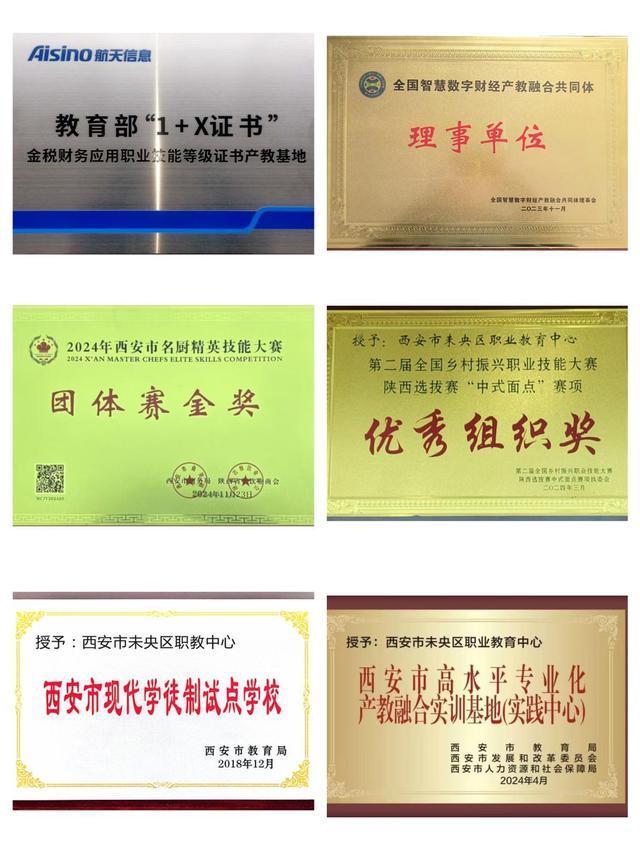 Aisino 航天信息
教育部“1+X证书”
金税财务应用职业技能等级证书产教基地
全国智慧数字财经产教融合共同体
理事单位
全国智慧数字财经产教融合共同体理事会
二〇二三年十一月
2024年西安市名厨精英技能大赛
2024 XI'AN MASTER CHEFS ELITE SKILLS COMPETITION
团体赛金奖
2024年11月23日
授予：西安市未央区职业教育中心
第二届全国乡村振兴职业技能大赛
陕西选拔赛“中式面点”赛项
优秀组织奖
第二届全国乡村振兴职业技能大赛
陕西选拔赛中式面点赛项执委会
二〇二四年三月
授予：西安市未央区职教中心
西安市现代学徒制试点学校
西安市教育局
2018年12月
授予：西安市未央区职业教育中心
西安市高水平专业化
产教融合实训基地(实践中心)
西安市教育局
西安市发展和改革委员会
西安市人力资源和社会保障局
2024年4月